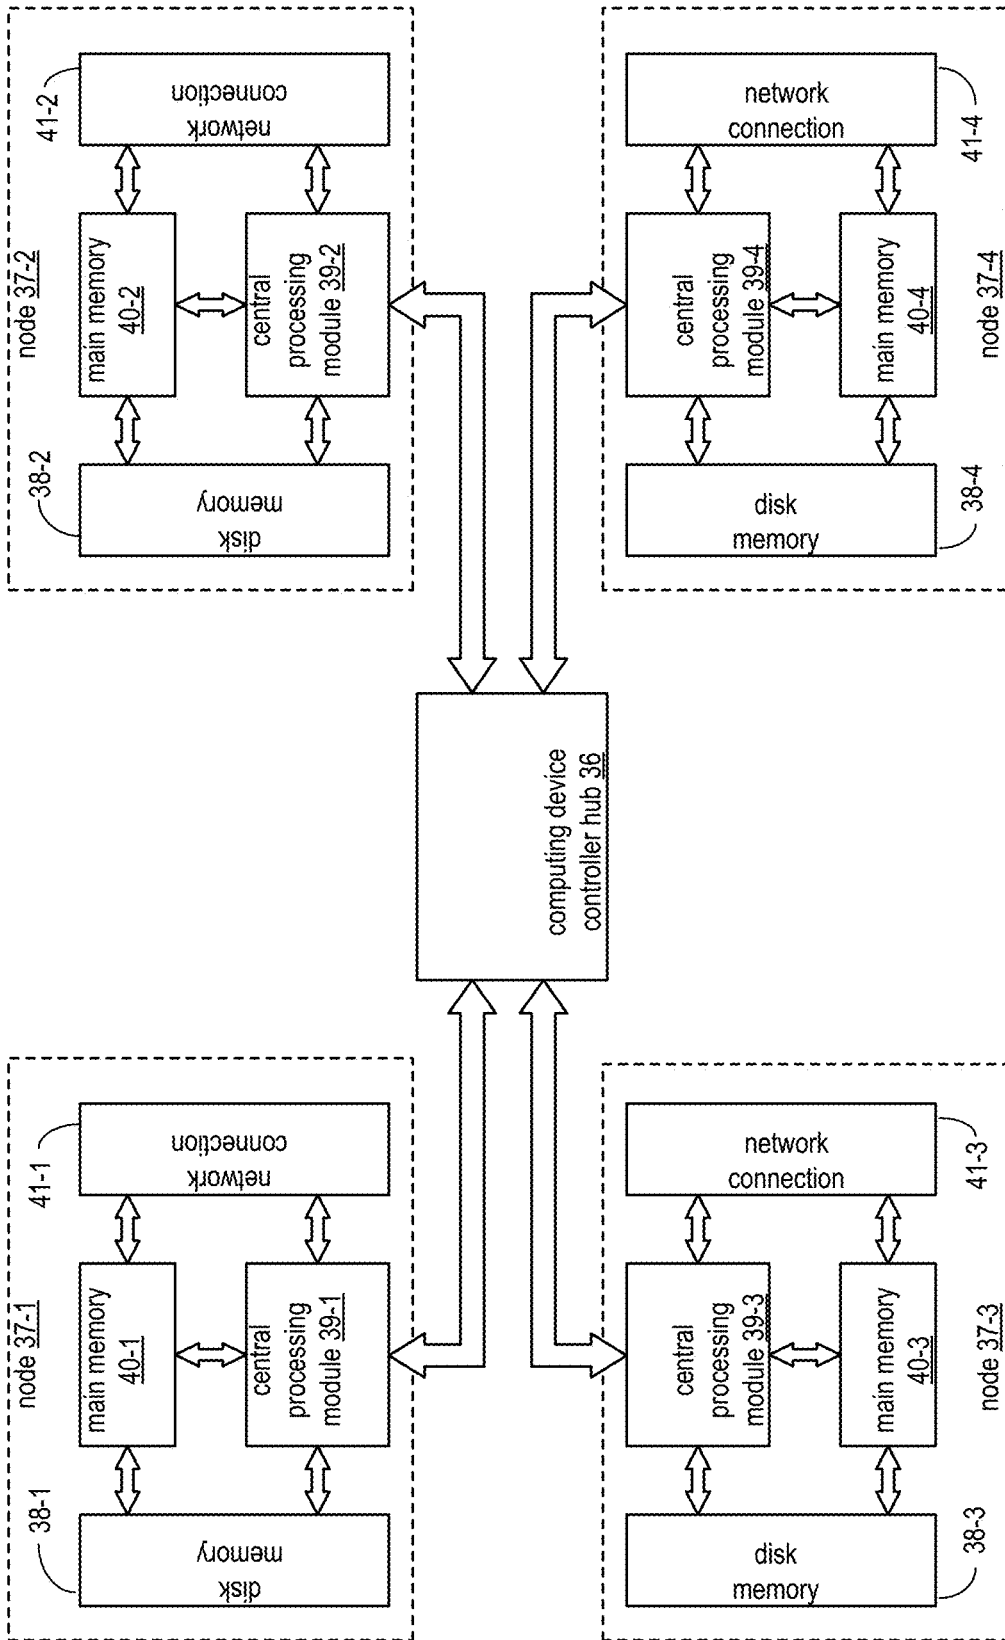 node 37-1
41-1
main memory
40-1
38-1
network
connection
central
processing
module 39-1
disk
memory
node 37-2
41-2
main memory
40-2
38-2
network
connection
central
processing
module 39-2
disk
memory
computing device
controller hub 36
central
processing
module 39-3
network
connection
disk
memory
main memory
40-3
38-3
41-3
node 37-3
central
processing
module 39-4
network
connection
disk
memory
main memory
40-4
38-4
41-4
node 37-4